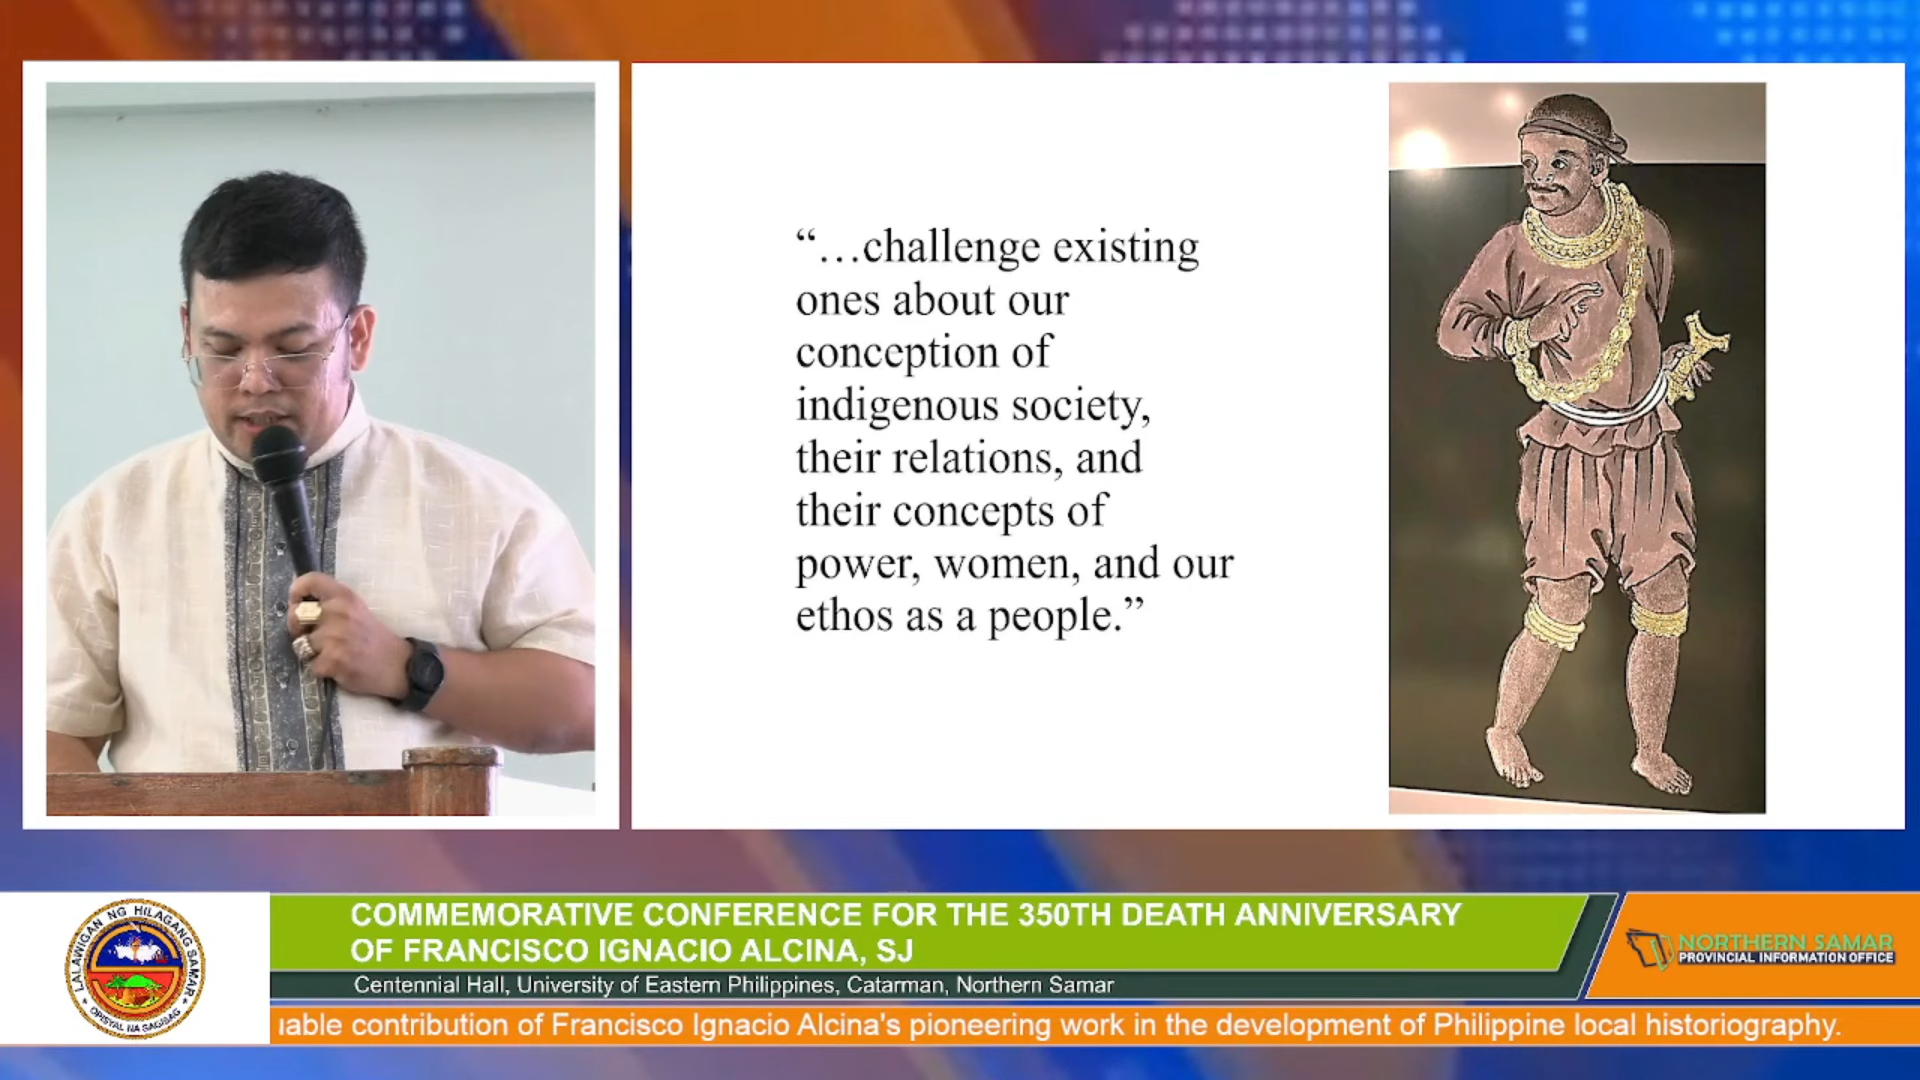 “…challenge existing
ones about our
conception of
indigenous society,
their relations, and
their concepts of
power, women, and our
ethos as a people.”
LALAWIGAN NG HILAGANG SAMAR
OPISYAL NA SAGISAG
COMMEMORATIVE CONFERENCE FOR THE 350TH DEATH ANNIVERSARY
OF FRANCISCO IGNACIO ALCINA, SJ
Centennial Hall, University of Eastern Philippines, Catarman, Northern Samar
NORTHERN SAMAR
PROVINCIAL INFORMATION OFFICE
contribution of Francisco Ignacio Alcina's pioneering work in the development of Philippine local historiography.